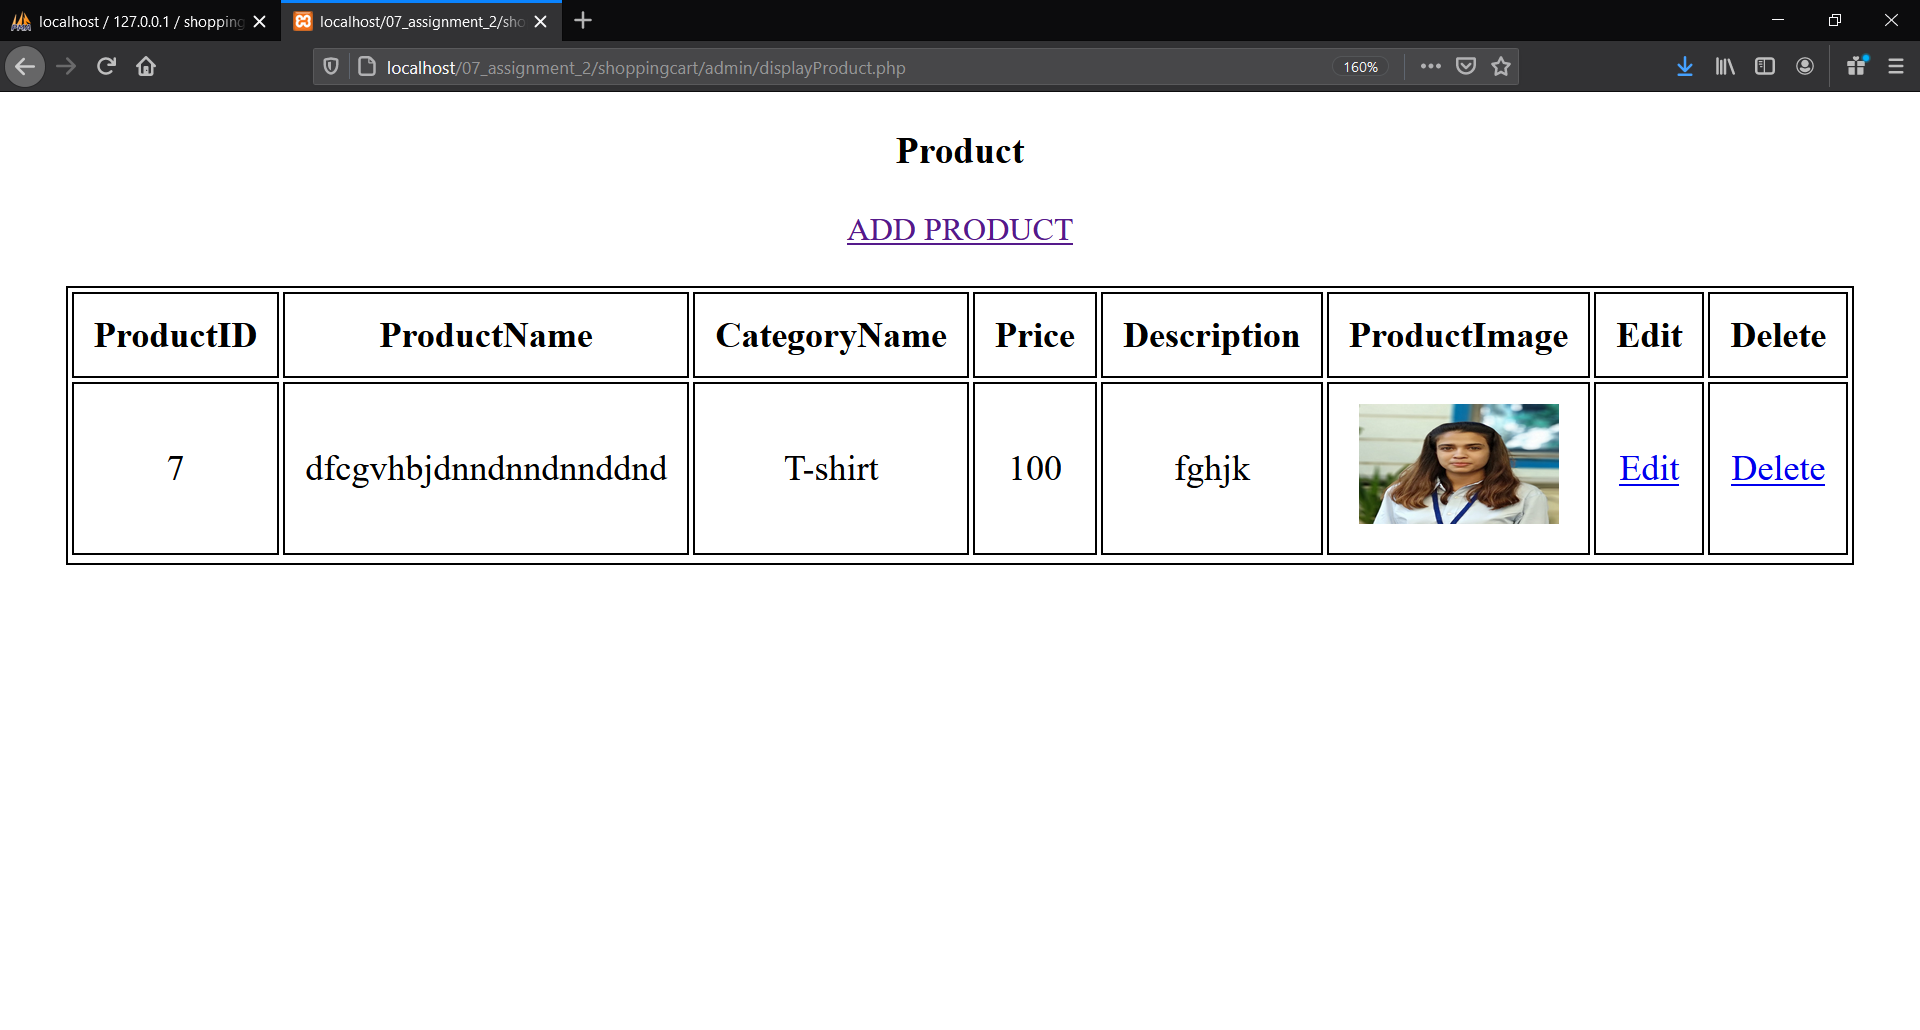 localhost / 127.0.0.1 / shopping
localhost/07_assignment_2/sho
localhost/07_assignment_2/shoppingcart/admin/displayProduct.php
160%
Product
ADD PRODUCT
ProductID ProductName CategoryName Price Description ProductImage Edit Delete
7 dfcgvhbjdnndnndnnddnd T-shirt 100 fghjk Edit Delete